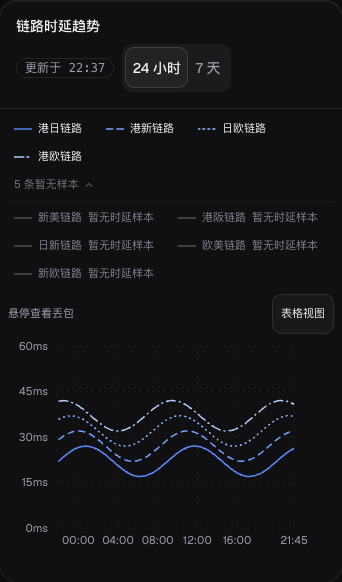 链路时延趋势
更新于 22:37 24 小时 7 天
港日链路 港新链路 日欧链路
港欧链路
5 条暂无样本
新美链路 暂无时延样本 港阪链路 暂无时延样本
日新链路 暂无时延样本 欧美链路 暂无时延样本
新欧链路 暂无时延样本
悬停查看丢包 表格视图
60ms
45ms
30ms
15ms
0ms
00:00 04:00 08:00 12:00 16:00 21:45